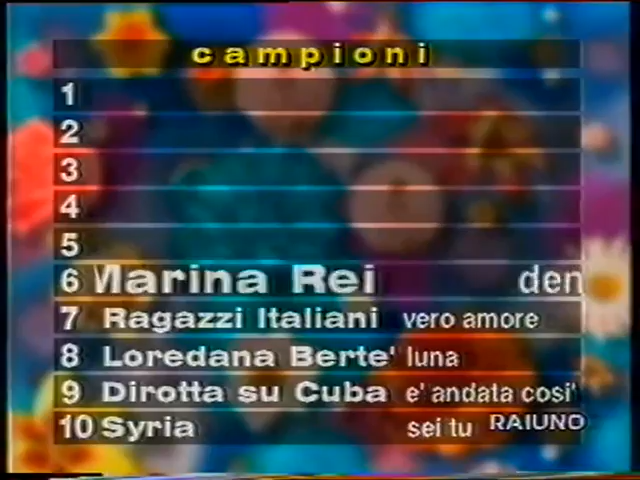 campioni
1
2
3
4
5
6 Marina Rei den
7 Ragazzi Italiani vero amore
8 Loredana Berte' luna
9 Dirotta su Cuba e' andata cosi'
10 Syria sei tu
RAIUNO